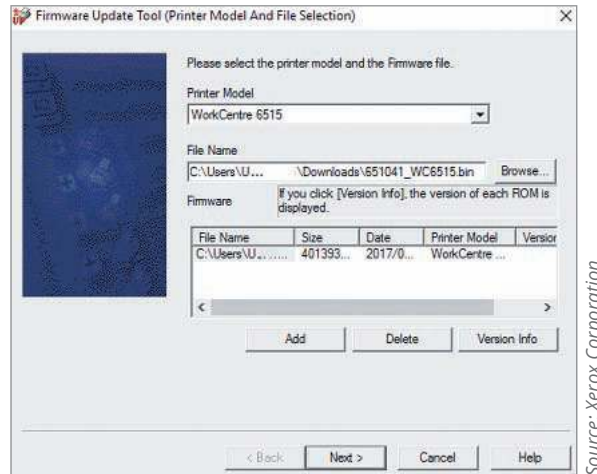 Firmware Update Tool (Printer Model And File Selection)
Please select the printer model and the Firmware file.
Printer Model
WorkCentre 6515
File Name
C:\Users\U... \Downloads\651041_WC6515.bin Browse...
Firmware
If you click [Version Info], the version of each ROM is
displayed.
File Name Size Date Printer Model Version
C:\Users\U... ..... 401393... 2017/0... WorkCentre ...
Add Delete Version Info
< Back Next > Cancel Help
Source: Xerox Corporation